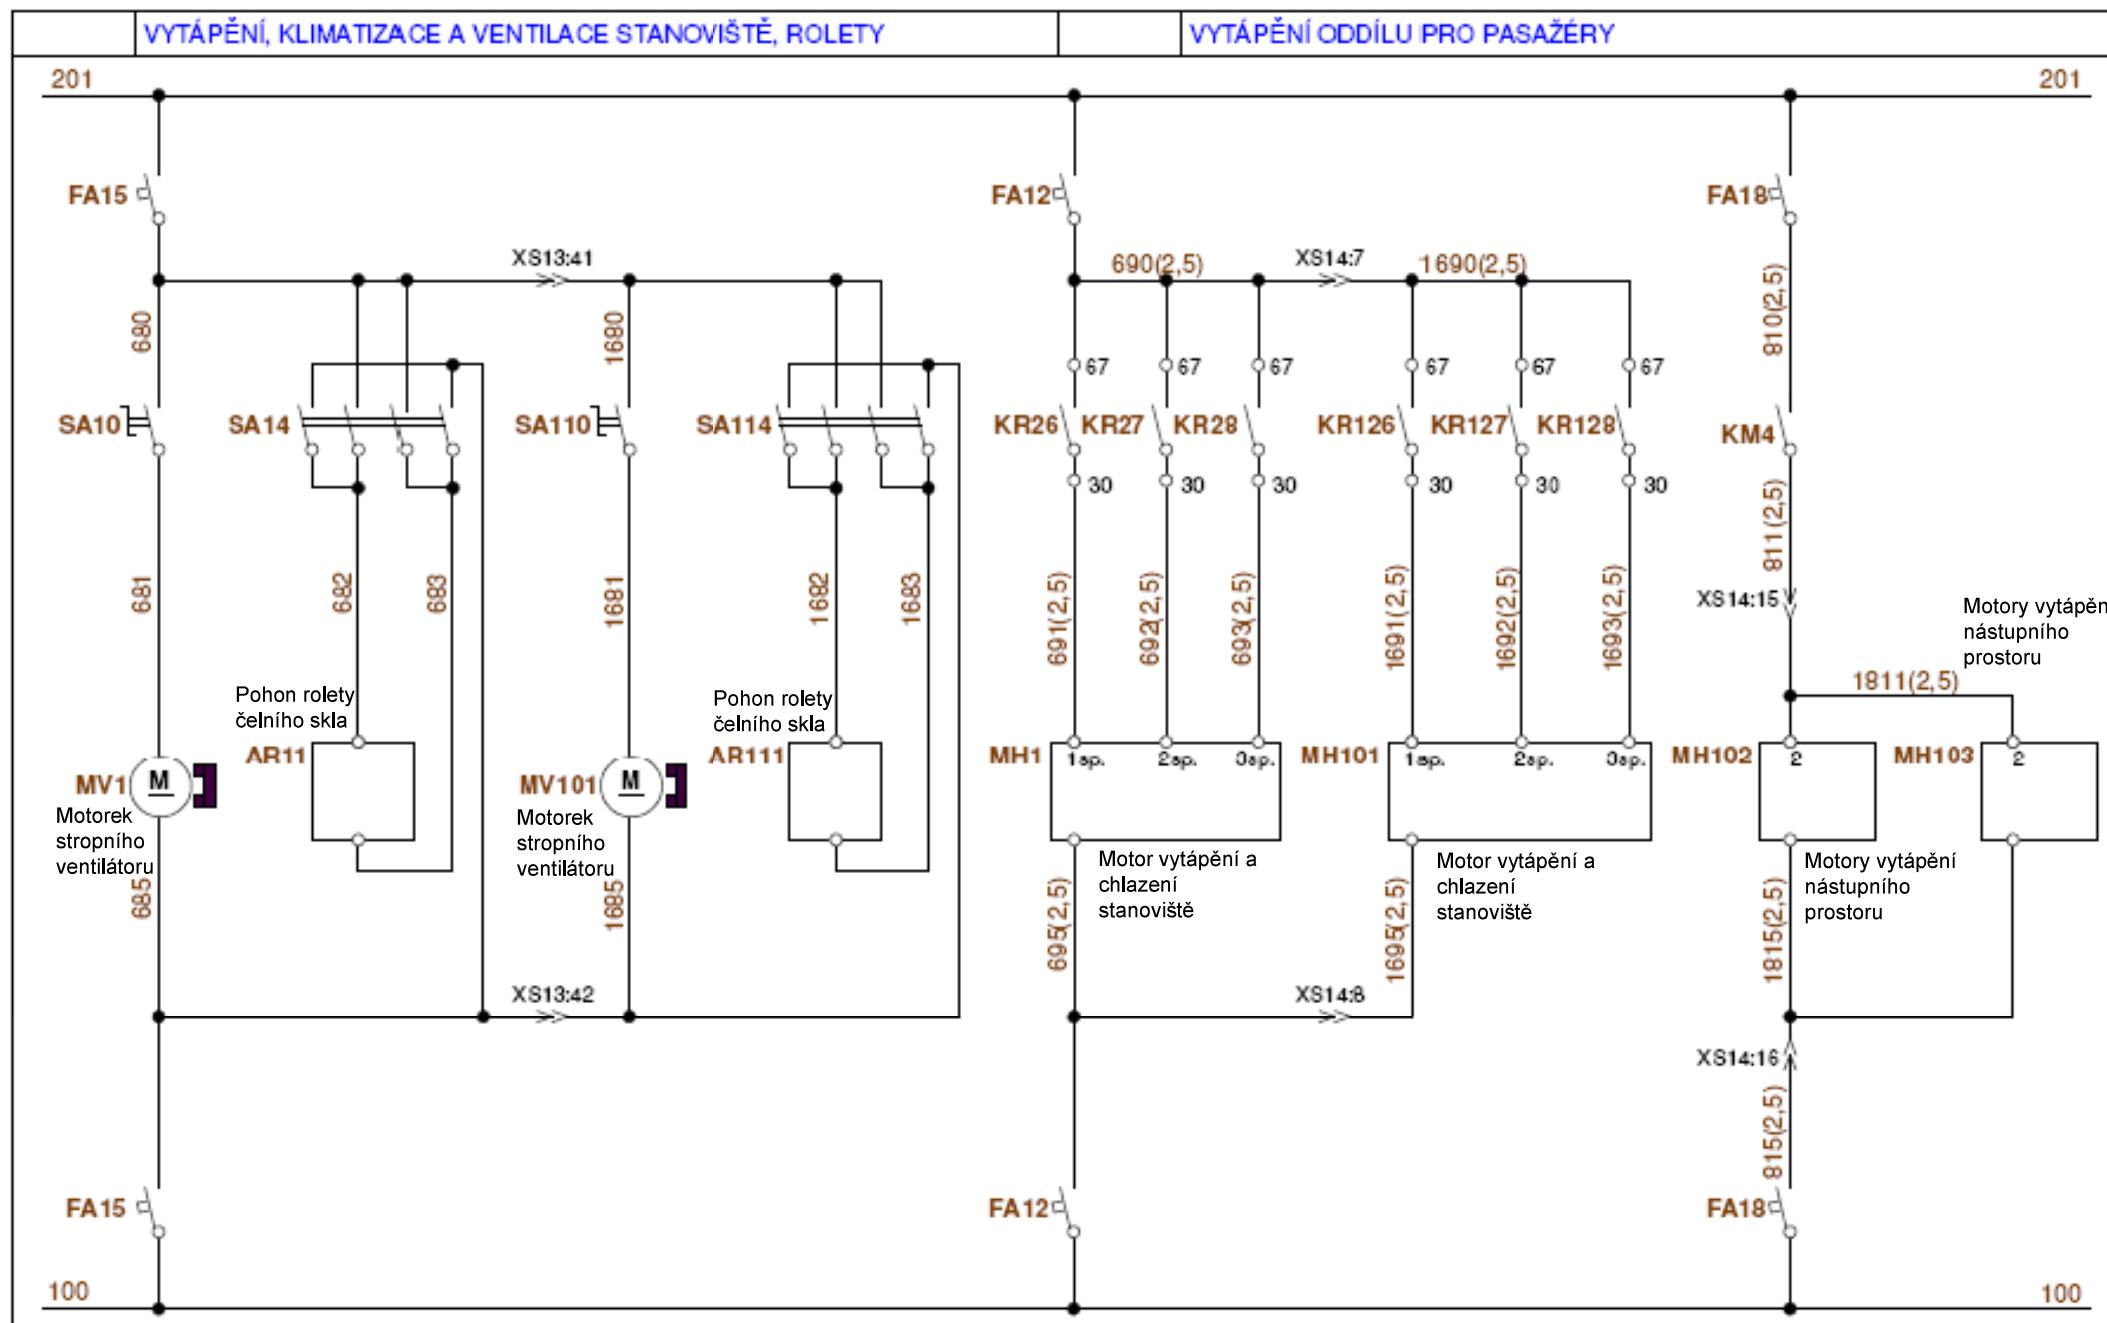 VYTÁPĚNÍ, KLIMATIZACE A VENTILACE STANOVIŠTĚ, ROLETY
VYTÁPĚNÍ ODDÍLU PRO PASAŽÉRY
201
201
FA15
FA12
FA18
XS13:41
690(2,5)
XS14:7
1690(2,5)
680
1680
810(2,5)
67
67
67
67
67
67
SA10
SA14
SA110
SA114
KR26
KR27
KR28
KR126
KR127
KR128
KM4
30
30
30
30
30
30
681
682
683
1681
1682
1683
691(2,5)
692(2,5)
693(2,5)
1691(2,5)
1692(2,5)
1693(2,5)
811(2,5)
XS14:15
Motory vytápěn
nástupního
prostoru
1811(2,5)
Pohon rolety
čelního skla
Pohon rolety
čelního skla
AR11
AR111
MH1
1sp.
2sp.
3sp.
MH101
1sp.
2sp.
3sp.
MH102
2
MH103
2
MV1
M
MV101
M
Motorek
stropního
ventilátoru
Motorek
stropního
ventilátoru
Motor vytápění a
chlazení
stanoviště
Motor vytápění a
chlazení
stanoviště
Motory vytápění
nástupního
prostoru
685
1685
695(2,5)
1695(2,5)
1815(2,5)
XS13:42
XS14:8
XS14:16
815(2,5)
FA15
FA12
FA18
100
100